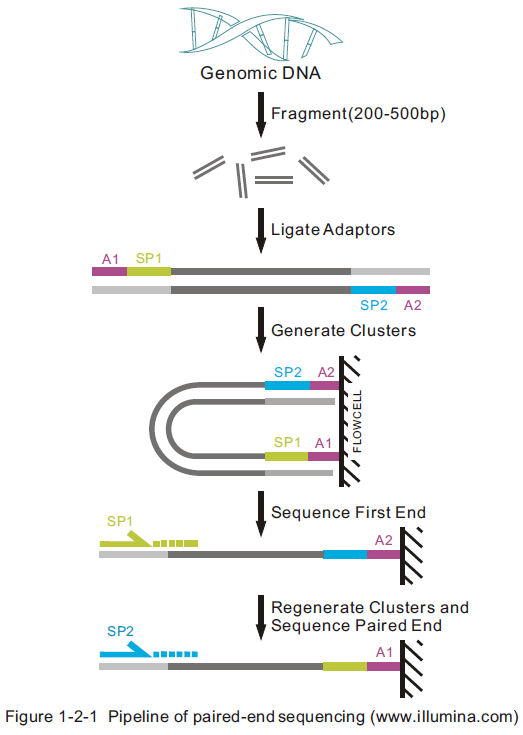 Genomic DNA
Fragment(200-500bp)
Ligate Adaptors
A1 SP1
SP2 A2
Generate Clusters
SP2 A2
FLOWCELL
SP1 A1
Sequence First End
SP1
A2
Regenerate Clusters and
Sequence Paired End
SP2
A1
Figure 1-2-1 Pipeline of paired-end sequencing (www.illumina.com)